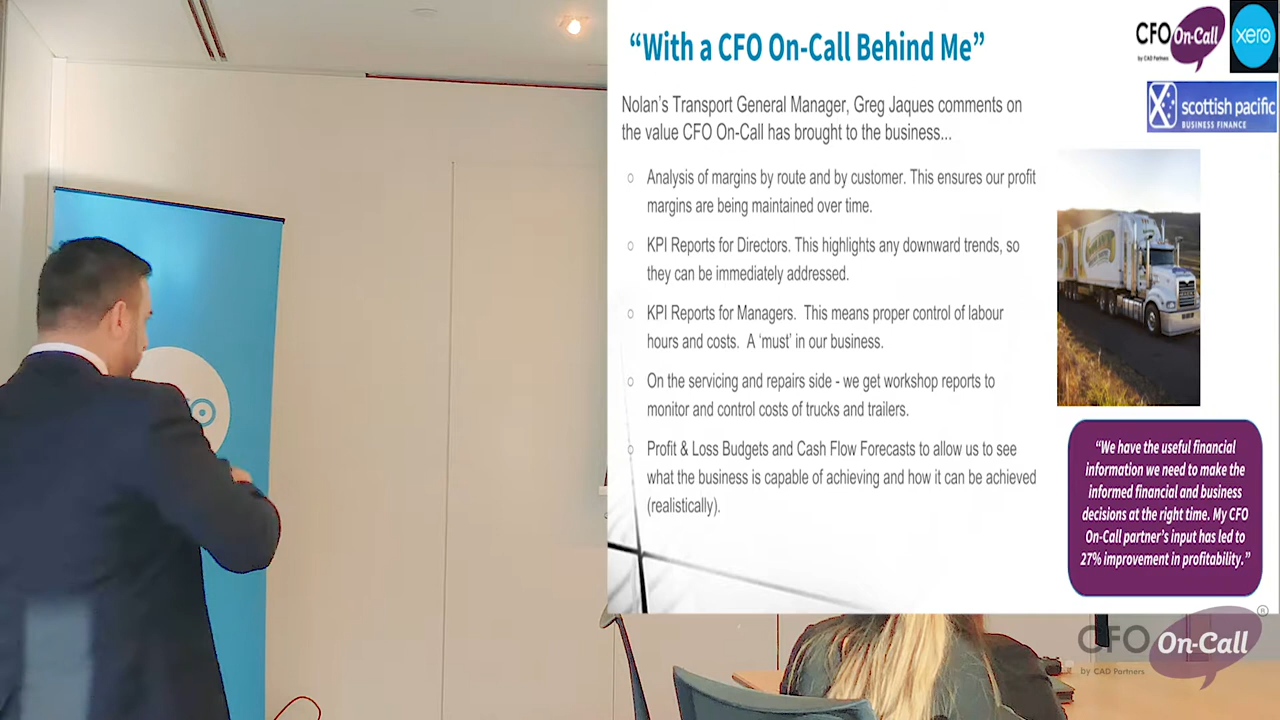 “With a CFO On-Call Behind Me”
CFO On-Call
by CAD Partners
xero
scottish pacific
BUSINESS FINANCE
Nolan’s Transport General Manager, Greg Jaques comments on
the value CFO On-Call has brought to the business...
Analysis of margins by route and by customer. This ensures our profit
margins are being maintained over time.
KPI Reports for Directors. This highlights any downward trends, so
they can be immediately addressed.
KPI Reports for Managers. This means proper control of labour
hours and costs. A ‘must’ in our business.
On the servicing and repairs side - we get workshop reports to
monitor and control costs of trucks and trailers.
Profit & Loss Budgets and Cash Flow Forecasts to allow us to see
what the business is capable of achieving and how it can be achieved
(realistically).
“We have the useful financial
information we need to make the
informed financial and business
decisions at the right time. My CFO
On-Call partner’s input has led to
27% improvement in profitability.”
CFO On-Call ®
by CAD Partners